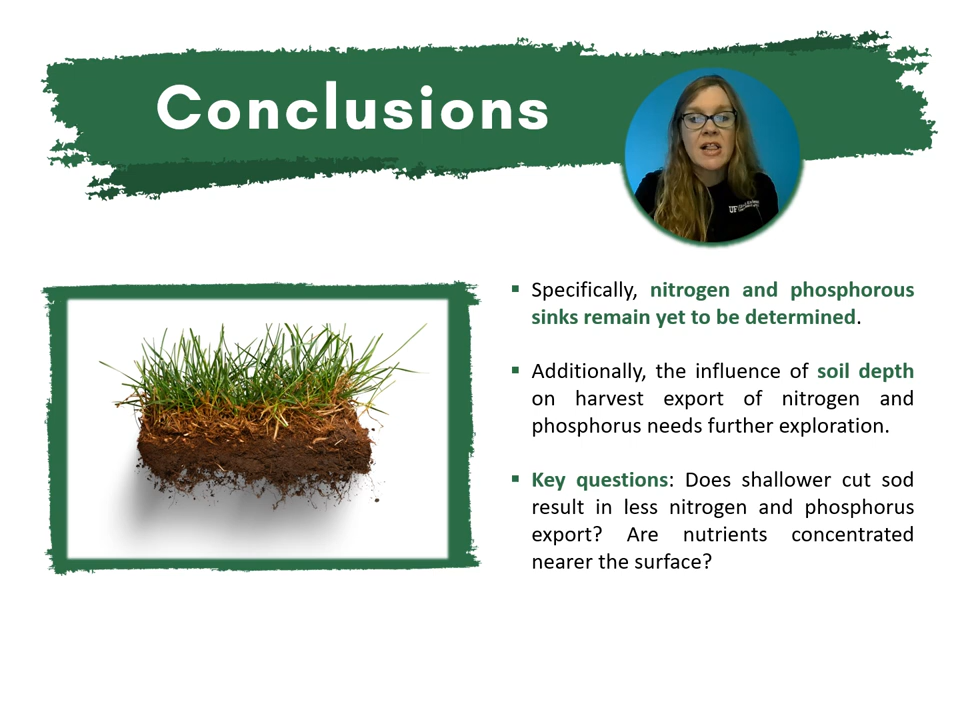 Conclusions
UF
▪ Specifically, nitrogen and phosphorous
sinks remain yet to be determined.
▪ Additionally, the influence of soil depth
on harvest export of nitrogen and
phosphorus needs further exploration.
▪ Key questions: Does shallower cut sod
result in less nitrogen and phosphorus
export? Are nutrients concentrated
nearer the surface?